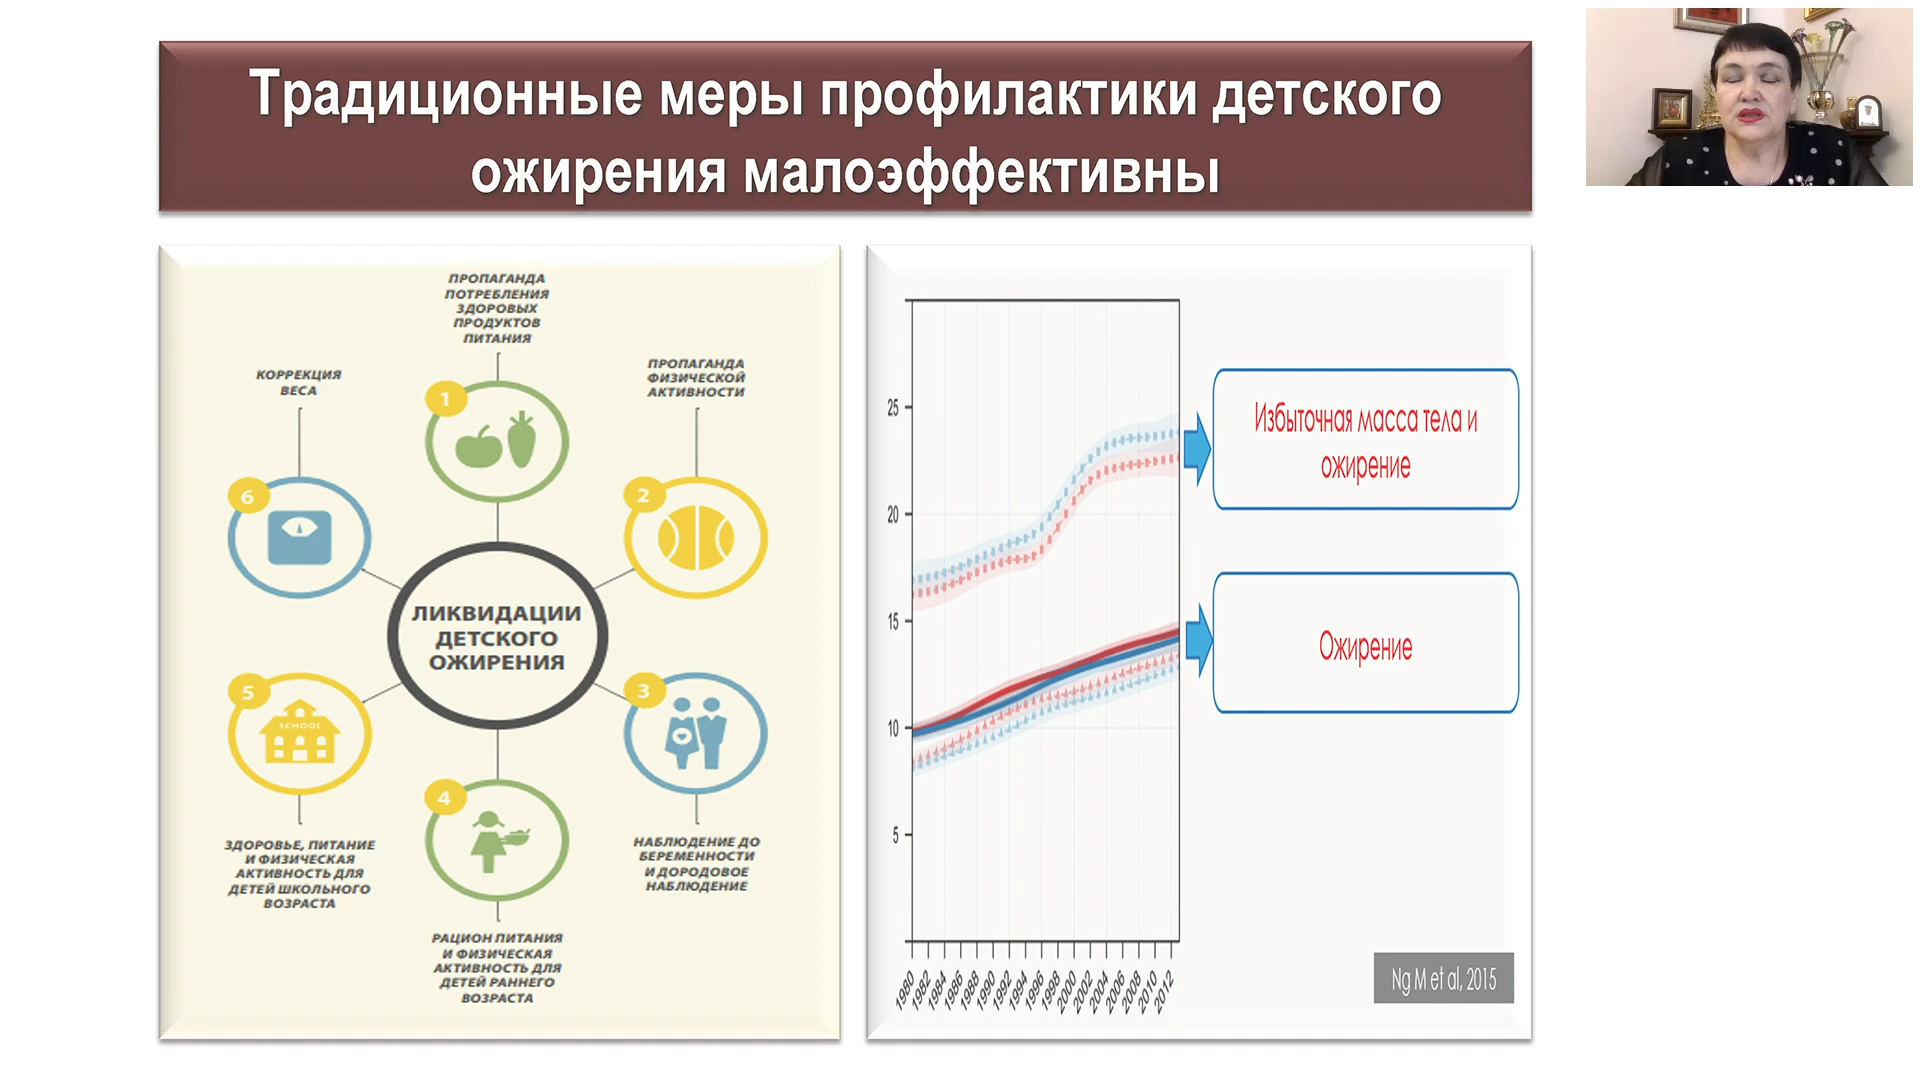 Традиционные меры профилактики детского
ожирения малоэффективны
ПРОПАГАНДА
ПОТРЕБЛЕНИЯ
ЗДОРОВЫХ
ПРОДУКТОВ
ПИТАНИЯ
1
ПРОПАГАНДА
ФИЗИЧЕСКОЙ
АКТИВНОСТИ
2
КОРРЕКЦИЯ
ВЕСА
6
ЛИКВИДАЦИИ
ДЕТСКОГО
ОЖИРЕНИЯ
5
SCHOOL
ЗДОРОВЬЕ, ПИТАНИЕ
И ФИЗИЧЕСКАЯ
АКТИВНОСТЬ ДЛЯ
ДЕТЕЙ ШКОЛЬНОГО
ВОЗРАСТА
4
РАЦИОН ПИТАНИЯ
И ФИЗИЧЕСКАЯ
АКТИВНОСТЬ ДЛЯ
ДЕТЕЙ РАННЕГО
ВОЗРАСТА
3
НАБЛЮДЕНИЕ ДО
БЕРЕМЕННОСТИ
И ДОРОДОВОЕ
НАБЛЮДЕНИЕ
25
20
15
10
5
1980 1982 1984 1986 1988 1990 1992 1994 1996 1998 2000 2002 2004 2006 2008 2010 2012
Избыточная масса тела и
ожирение
Ожирение
Ng M et al, 2015